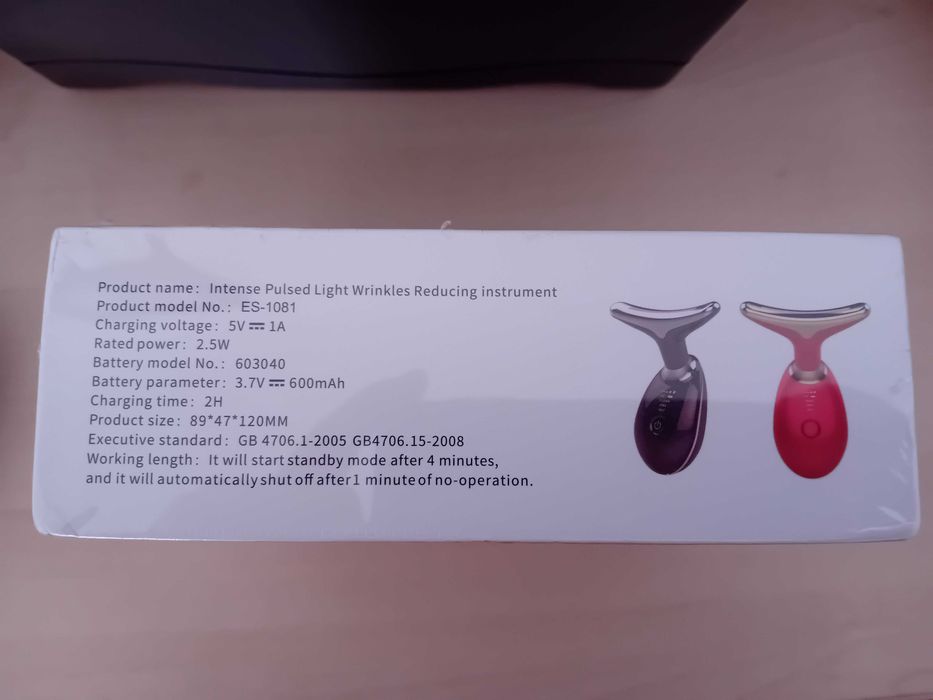 Product name: Intense Pulsed Light Wrinkles Reducing instrument
Product model No.: ES-1081
Charging voltage: 5V⎓1A
Rated power: 2.5W
Battery model No.: 603040
Battery parameter: 3.7V⎓600mAh
Charging time: 2H
Product size: 89*47*120MM
Executive standard: GB 4706.1-2005 GB4706.15-2008
Working length: It will start standby mode after 4 minutes,
and it will automatically shut off after 1 minute of no-operation.